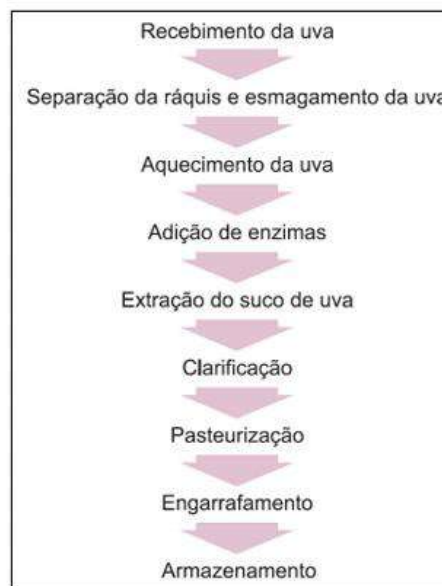 Recebimento da uva
Separação da ráquis e esmagamento da uva
Aquecimento da uva
Adição de enzimas
Extração do suco de uva
Clarificação
Pasteurização
Engarrafamento
Armazenamento